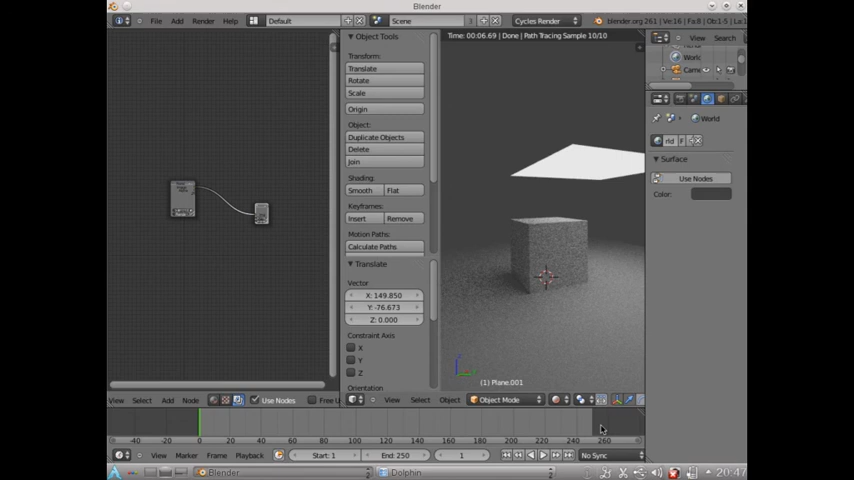 Blender
File Add Render Help Default Scene 3 Cycles Render blender.org 261 | Ve:16 | Fa:8 | Ob:1-5 | La:1
Time: 00:06.69 | Done | Path Tracing Sample 10/10
View Search
World
Came
World
F
Surface
Use Nodes
Color:
Object Tools
Transform:
Translate
Rotate
Scale
Origin
Object:
Duplicate Objects
Delete
Join
Shading:
Smooth Flat
Keyframes:
Insert Remove
Motion Paths:
Calculate Paths
Translate
Vector
X: 149.850
Y: -76.673
Z: 0.000
Constraint Axis
X
Y
Z
Orientation
(1) Plane.001
View Select Add Node Use Nodes Free U
View Select Object Object Mode
-40 -20 0 20 40 60 80 100 120 140 160 180 200 220 240 260
View Marker Frame Playback Start: 1 End: 250 1 No Sync
Blender Dolphin 20:47